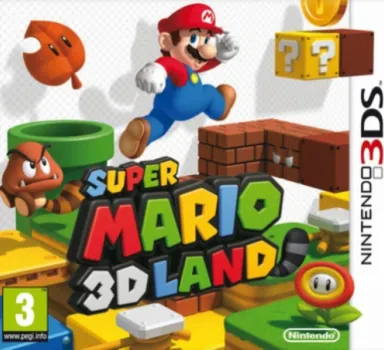 ? ?
NINTENDO 3DS
SUPER
MARIO
3D LAND
3
www.pegi.info
Nintendo